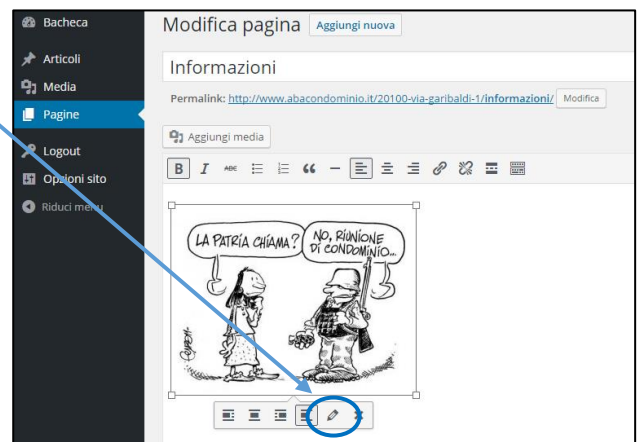 Bacheca
Articoli
Media
Pagine
Logout
Opzioni sito
Riduci menu
Modifica pagina Aggiungi nuova
Informazioni
Permalink: http://www.abacondominio.it/20100-via-garibaldi-1/informazioni/ Modifica
Aggiungi media
B I ABC
LA PATRIA CHIAMA?
NO, RIUNIONE
DI CONDOMINIO...